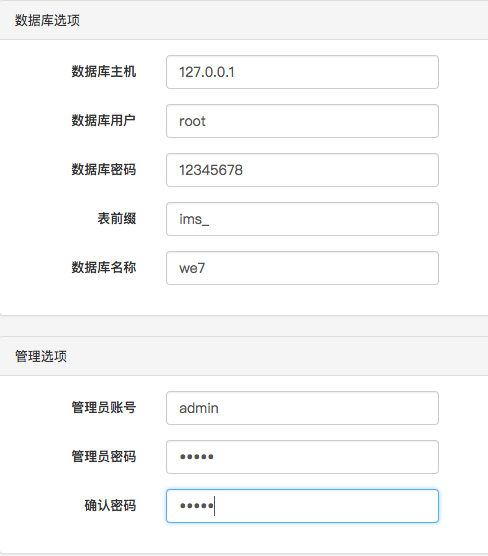 数据库选项
数据库主机 127.0.0.1
数据库用户 root
数据库密码 12345678
表前缀 ims_
数据库名称 we7
管理选项
管理员账号 admin
管理员密码 •••••
确认密码 •••••